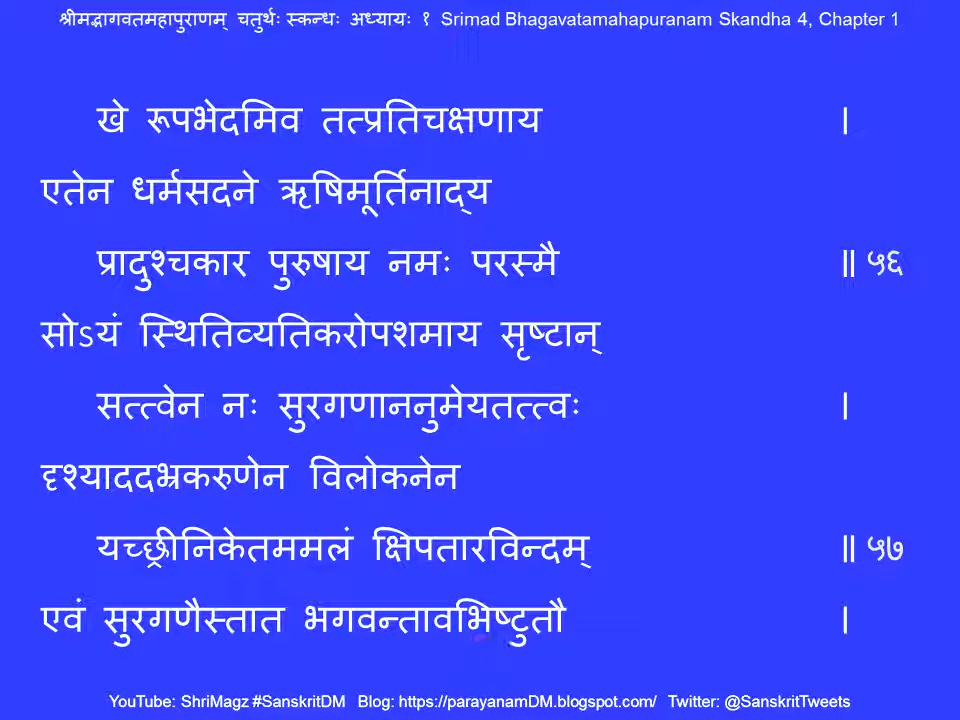 श्रीमद्भागवतमहापुराणम् चतुर्थः स्कन्धः अध्यायः १ Srimad Bhagavatamahapuranam Skandha 4, Chapter 1
खे रूपभेदमिव तत्प्रतिचक्षणाय |
एतेन धर्मसदने ऋषिमूर्तिनाद्य
प्रादुश्चकार पुरुषाय नमः परस्मै || ५६
सोऽयं स्थितिव्यतिकरोपशमाय सृष्टान्
सत्त्वेन नः सुरगणाननुमेयतत्त्वः |
दृश्याददभ्रकरुणेन विलोकनेन
यच्छ्रीनिकेतममलं क्षिपतारविन्दम् || ५७
एवं सुरगणैस्तात भगवन्तावभिष्टुतौ |
YouTube: ShriMagz #SanskritDM Blog: https://parayanamDM.blogspot.com/ Twitter: @SanskritTweets